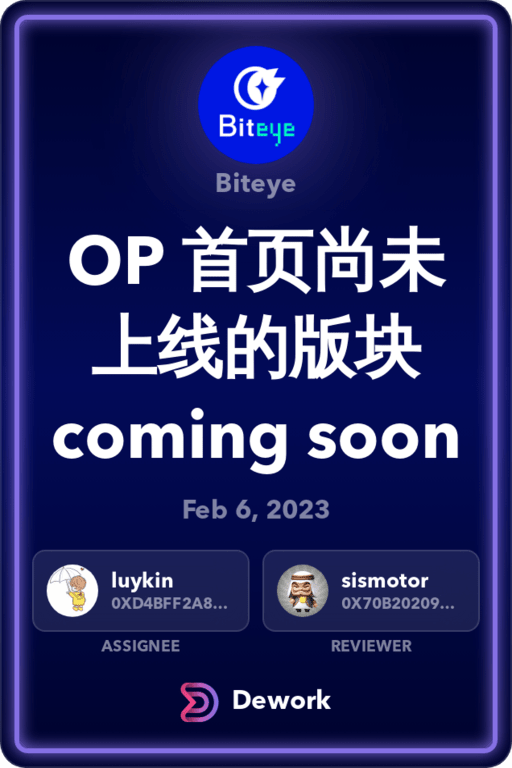 Biteye
Biteye
OP 首页尚未
上线的版块
coming soon
Feb 6, 2023
luykin
0XD4BFF2A8...
ASSIGNEE
sismotor
0X70B20209...
REVIEWER
Dework